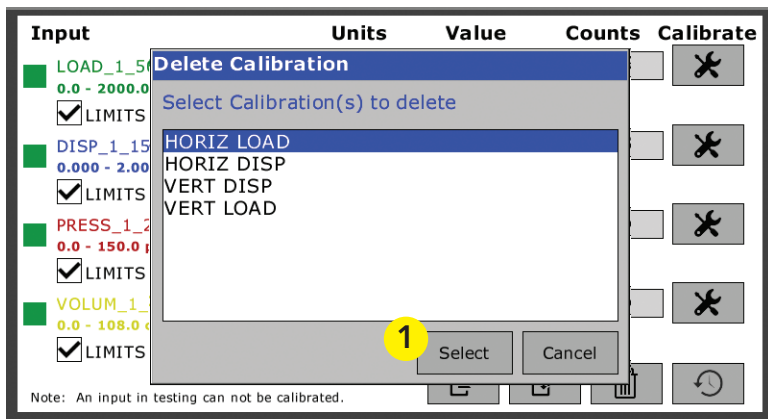 Input Units Value Counts Calibrate
LOAD_1_5
0.0 - 2000.0
LIMITS
DISP_1_15
0.000 - 2.00
LIMITS
PRESS_1_2
0.0 - 150.0
LIMITS
VOLUM_1_
0.0 - 108.0
LIMITS
Note: An input in testing can not be calibrated.
Delete Calibration
Select Calibration(s) to delete
HORIZ LOAD
HORIZ DISP
VERT DISP
VERT LOAD
1
Select Cancel